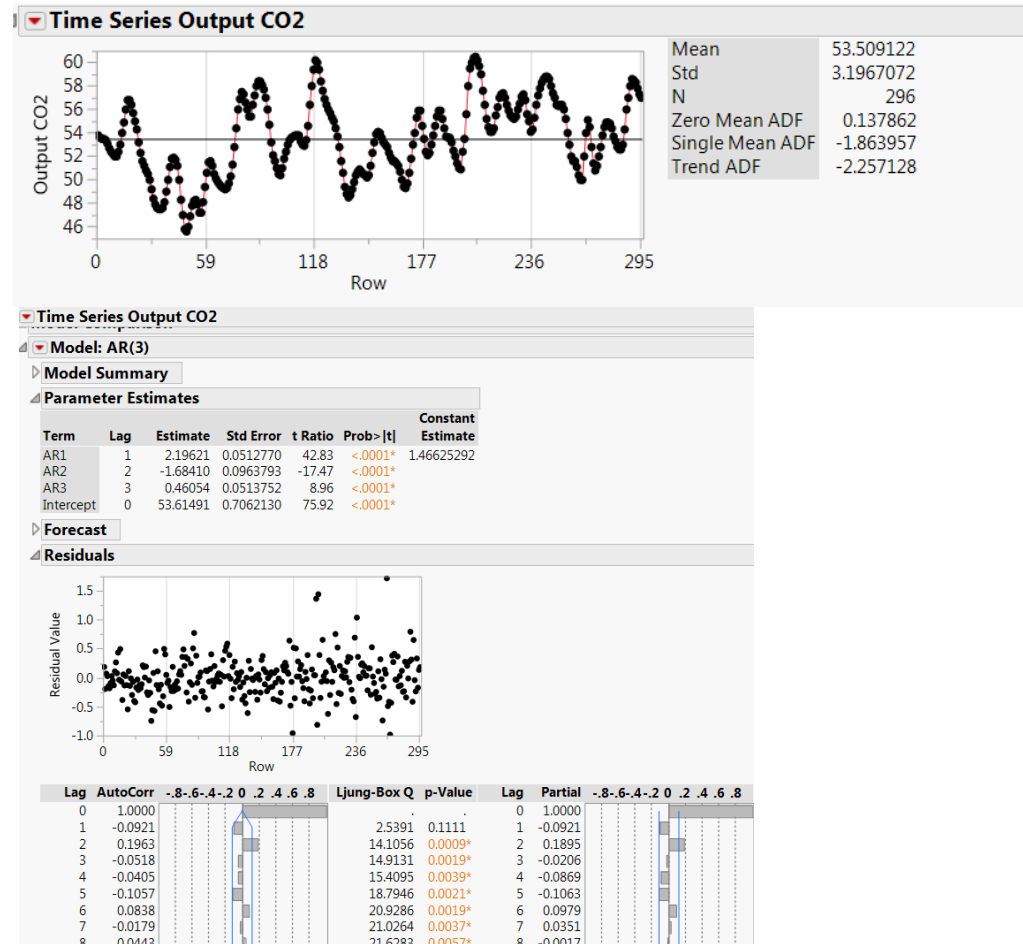 Time Series Output CO2
Mean 53.509122
Std 3.1967072
N 296
Zero Mean ADF 0.137862
Single Mean ADF -1.863957
Trend ADF -2.257128
Output CO2
60
58
56
54
52
50
48
46
0 59 118 177 236 295
Row
Time Series Output CO2
Model: AR(3)
Model Summary
Parameter Estimates
Constant
Term Lag Estimate Std Error t Ratio Prob>|t| Estimate
AR1 1 2.19621 0.0512770 42.83 <.0001* 1.46625292
AR2 2 -1.68410 0.0963793 -17.47 <.0001*
AR3 3 0.46054 0.0513752 8.96 <.0001*
Intercept 0 53.61491 0.7062130 75.92 <.0001*
Forecast
Residuals
Residual Value
1.5
1.0
0.5
0.0
-0.5
-1.0
0 59 118 177 236 295
Row
Lag AutoCorr -.8-.6-.4-.2 0 .2 .4 .6 .8 Ljung-Box Q p-Value Lag Partial -.8-.6-.4-.2 0 .2 .4 .6 .8
0 1.0000 . . 0 1.0000
1 -0.0921 2.5391 0.1111 1 -0.0921
2 0.1963 14.1056 0.0009* 2 0.1895
3 -0.0518 14.9131 0.0019* 3 -0.0206
4 -0.0405 15.4095 0.0039* 4 -0.0869
5 -0.1057 18.7946 0.0021* 5 -0.1063
6 0.0838 20.9286 0.0019* 6 0.0979
7 -0.0179 21.0264 0.0037* 7 0.0351
8 0.0443 21.6283 0.0057* 8 -0.0017